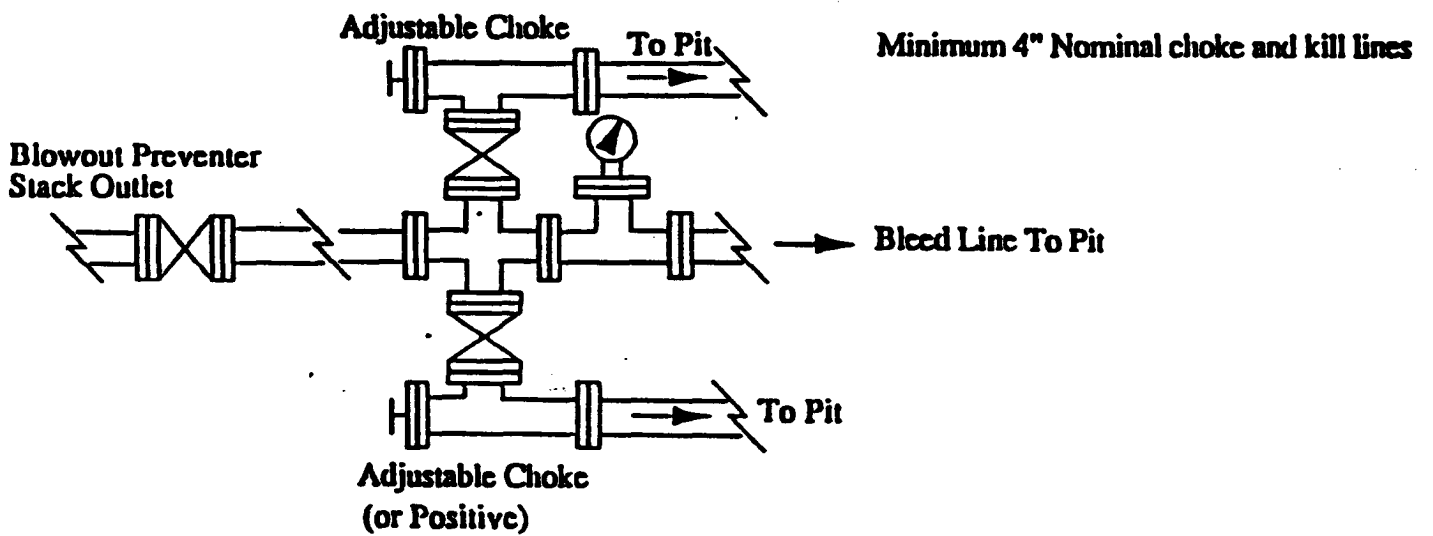 Adjustable Choke
To Pit
Minimum 4" Nominal choke and kill lines
Blowout Preventer
Stack Outlet
Bleed Line To Pit
To Pit
Adjustable Choke
(or Positive)